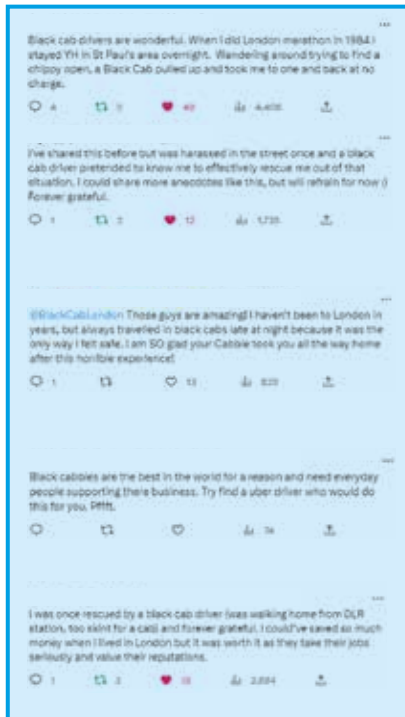 Black cab drivers are wonderful. When I did London marathon in 1984 I
stayed YH in St Paul's area overnight. Wandering around trying to find a
chippy open, a Black Cab pulled up and took me to one and back at no
charge.
4
I've shared this before but was harassed in the street once and a black
cab driver pretended to know me to effectively rescue me out of that
situation. I could share more anecdotes like this, but will refrain for now :)
Forever grateful.
1 2 12 1,735
@BlackCabLondon Those guys are amazing! I haven't been to London in
years, but always travelled in black cabs late at night because it was the
only way I felt safe. I am SO glad your Cabbie took you all the way home
after this horrible experience!
1 13
Black cabbies are the best in the world for a reason and need everyday
people supporting there business. Try find a uber driver who would do
this for you. Pffft.
I was once rescued by a black cab driver (was walking home from DLR
station, too skint for a cab) and forever grateful. I could've saved so much
money when I lived in London but it was worth it as they take their jobs
seriously and value their reputations.
1